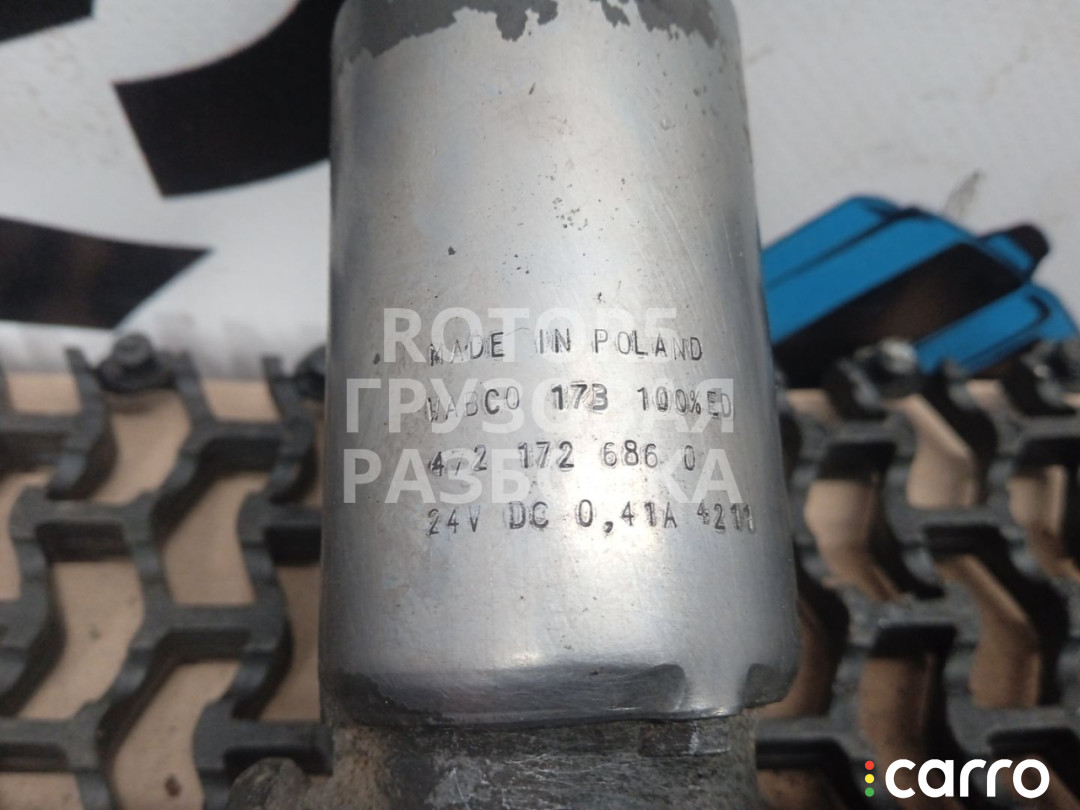 ROTORБ
MADE IN POLAND
ГРУЗОВАЯ
WABCO 173 100%ED
472 172 686 0
РАЗБОРКА
24V DC 0,41A 4211
carro